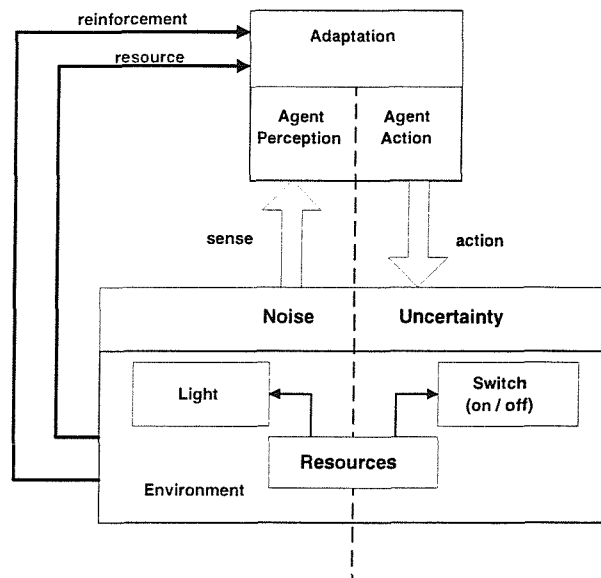 reinforcement
resource
Adaptation
Agent
Perception
Agent
Action
sense
action
Noise
Uncertainty
Light
Switch
(on / off)
Resources
Environment